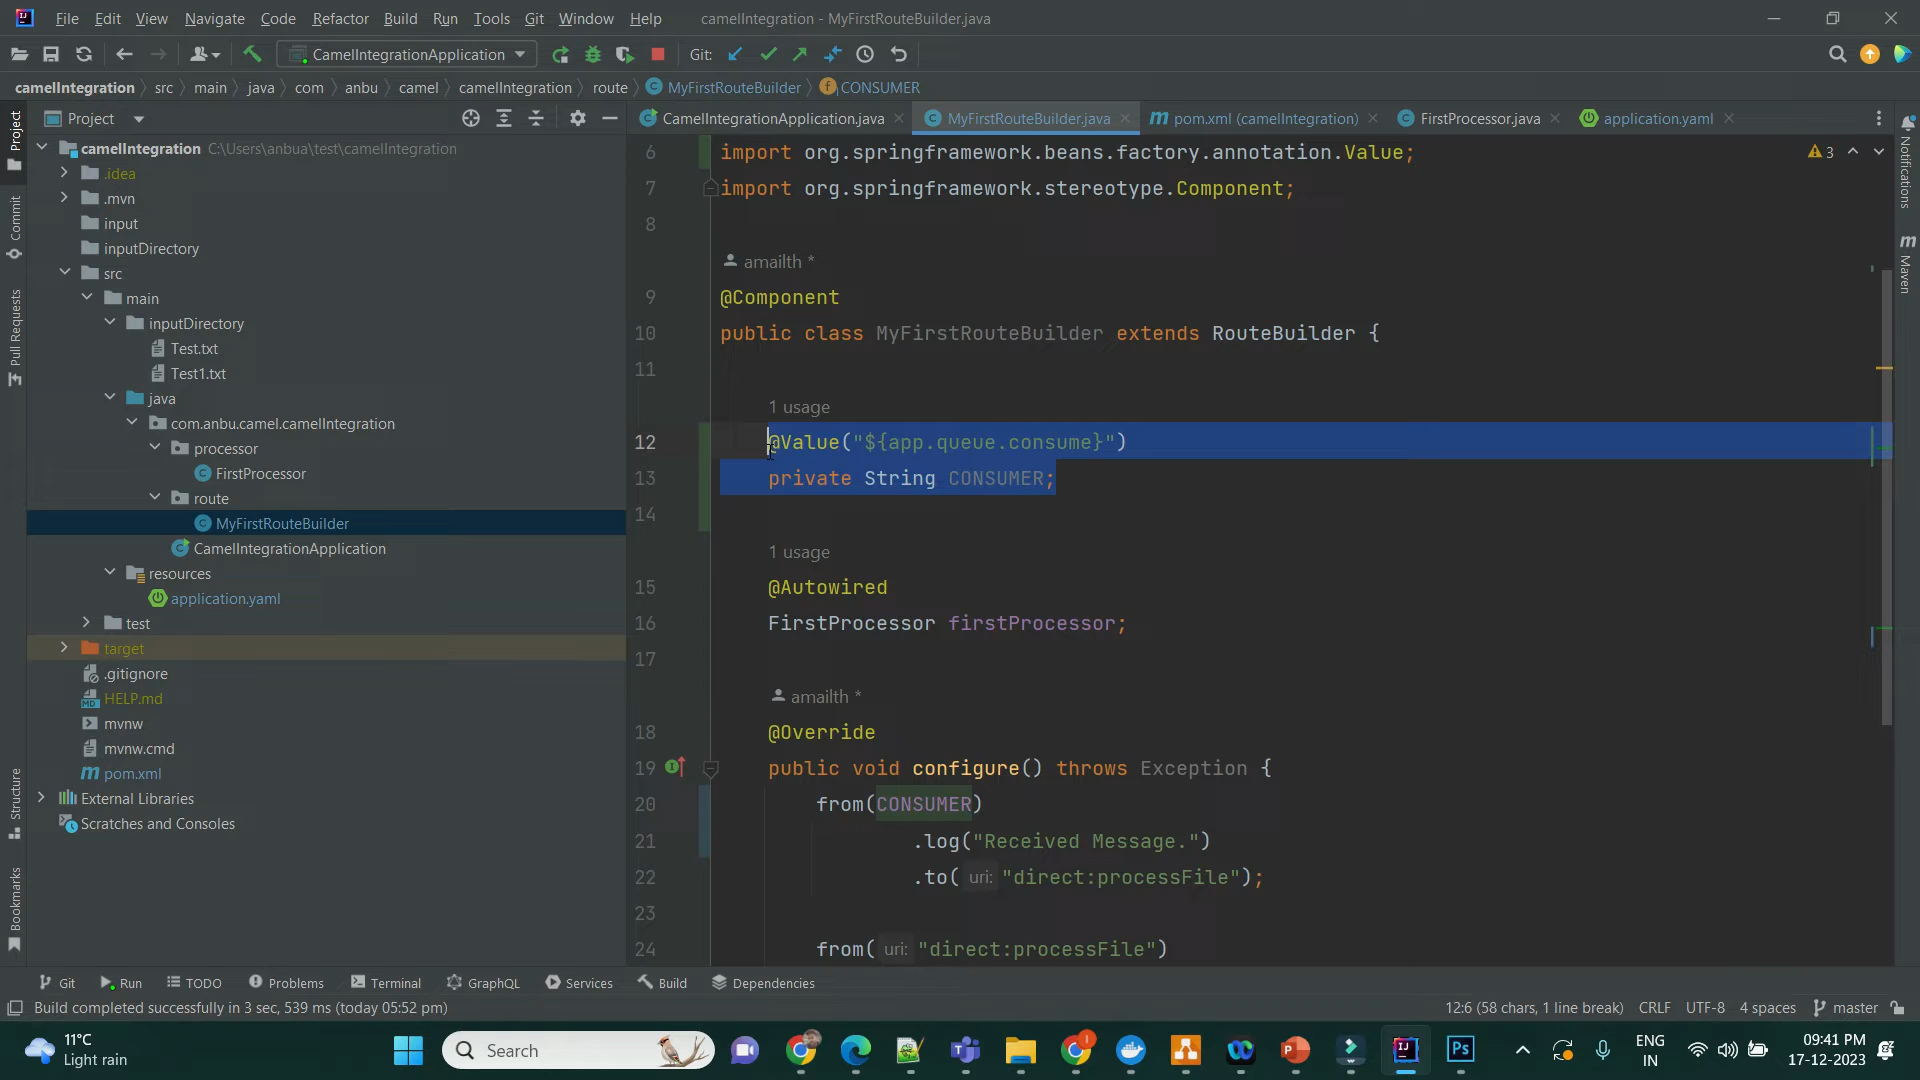 File Edit View Navigate Code Refactor Build Run Tools Git Window Help camelIntegration - MyFirstRouteBuilder.java
CamelIntegrationApplication Git:
camelIntegration src main java com anbu camel camelIntegration route MyFirstRouteBuilder CONSUMER
Project CamelIntegrationApplication.java MyFirstRouteBuilder.java pom.xml (camelIntegration) FirstProcessor.java application.yaml
camelIntegration C:\Users\anbua\test\camelIntegration
.idea
.mvn
input
inputDirectory
src
main
inputDirectory
Test.txt
Test1.txt
java
com.anbu.camel.camelIntegration
processor
FirstProcessor
route
MyFirstRouteBuilder
CamelIntegrationApplication
resources
application.yaml
test
target
.gitignore
HELP.md
mvnw
mvnw.cmd
pom.xml
External Libraries
Scratches and Consoles
Project
Commit
Pull Requests
Structure
Bookmarks
6 import org.springframework.beans.factory.annotation.Value;
7 import org.springframework.stereotype.Component;
8
amailth *
9 @Component
10 public class MyFirstRouteBuilder extends RouteBuilder {
11
1 usage
12 @Value("${app.queue.consume}")
13 private String CONSUMER;
14
1 usage
15 @Autowired
16 FirstProcessor firstProcessor;
17
amailth *
18 @Override
19 public void configure() throws Exception {
20 from(CONSUMER)
21 .log("Received Message.")
22 .to( uri: "direct:processFile");
23
24 from( uri: "direct:processFile")
3
Notifications
Maven
Git Run TODO Problems Terminal GraphQL Services Build Dependencies
Build completed successfully in 3 sec, 539 ms (today 05:52 pm) 12:6 (58 chars, 1 line break) CRLF UTF-8 4 spaces master
11°C
Light rain
Search
ENG
IN
09:41 PM
17-12-2023